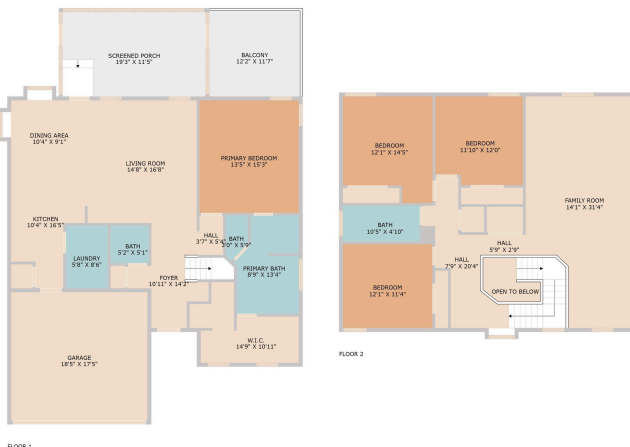 SCREENED PORCH
19'3" X 11'5"
BALCONY
12'2" X 11'7"
DINING AREA
10'4" X 9'1"
LIVING ROOM
14'8" X 16'8"
PRIMARY BEDROOM
13'5" X 15'3"
KITCHEN
10'4" X 16'5"
LAUNDRY
5'8" X 8'6"
BATH
5'2" X 5'1"
HALL
3'7" X 5'4"
BATH
3'0" X 5'9"
FOYER
10'11" X 14'2"
PRIMARY BATH
8'9" X 13'4"
W.I.C.
14'9" X 10'11"
GARAGE
16'5" X 17'5"
FLOOR 1
BEDROOM
12'1" X 14'5"
BEDROOM
11'10" X 12'0"
FAMILY ROOM
14'1" X 31'4"
BATH
10'5" X 4'10"
HALL
5'9" X 2'9"
HALL
7'9" X 20'4"
BEDROOM
12'1" X 11'4"
OPEN TO BELOW
FLOOR 2